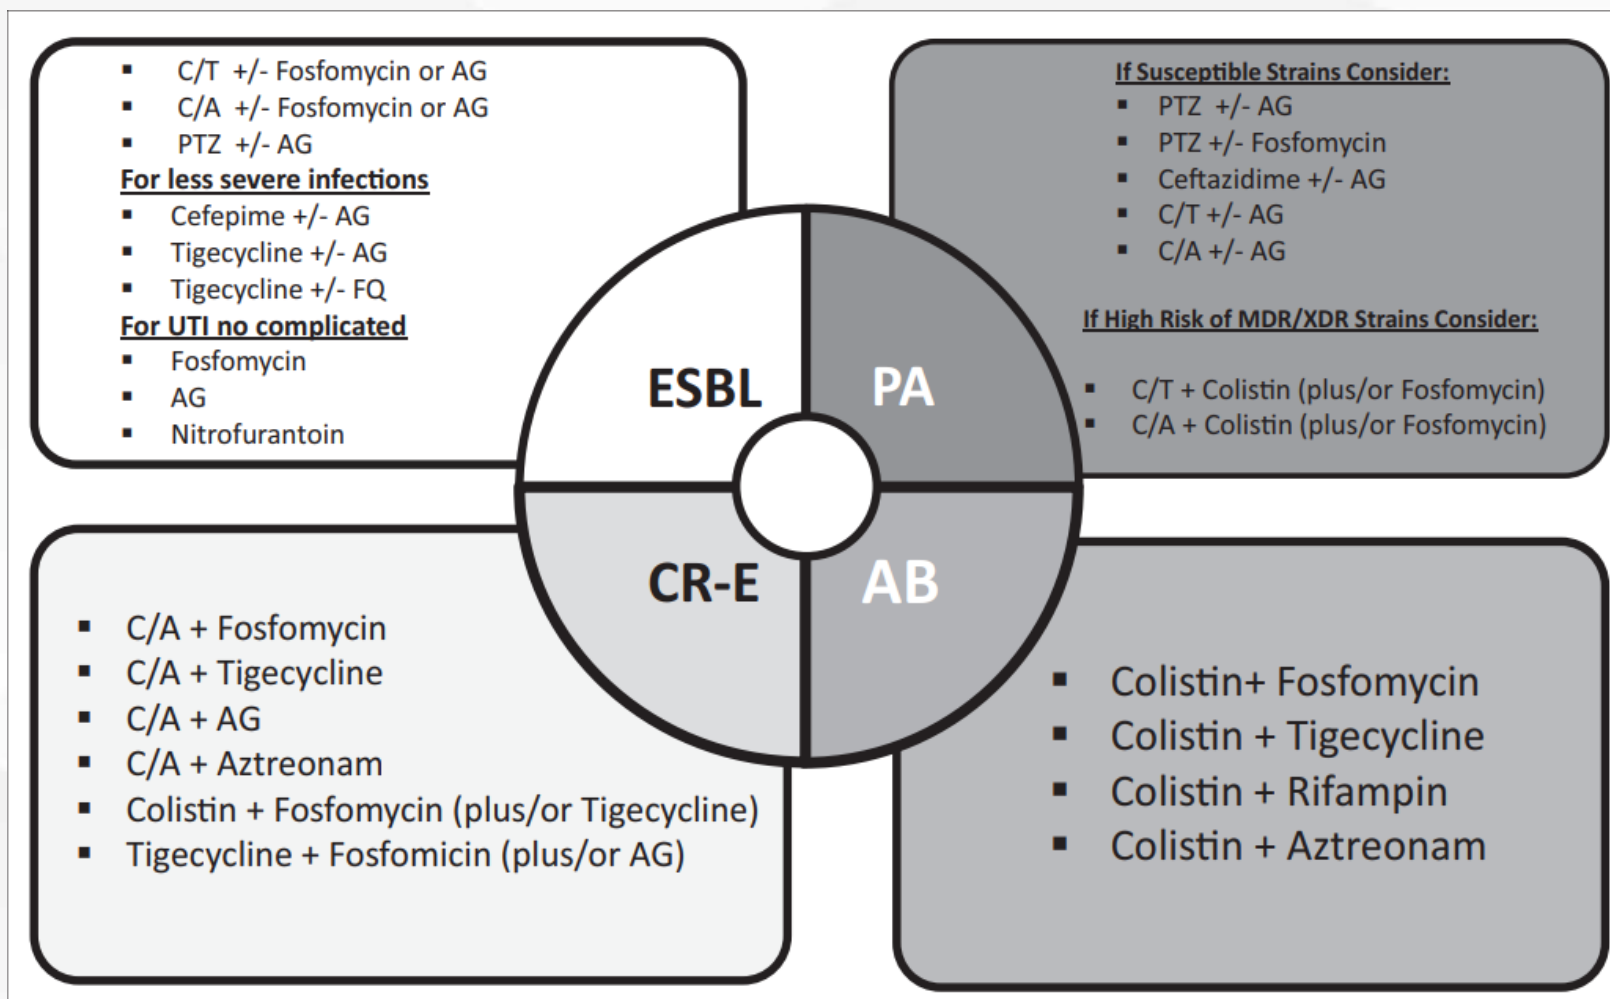 ▪ C/T +/- Fosfomycin or AG
▪ C/A +/- Fosfomycin or AG
▪ PTZ +/- AG
For less severe infections
▪ Cefepime +/- AG
▪ Tigecycline +/- AG
▪ Tigecycline +/- FQ
For UTI no complicated
▪ Fosfomycin
▪ AG
▪ Nitrofurantoin
If Susceptible Strains Consider:
▪ PTZ +/- AG
▪ PTZ +/- Fosfomycin
▪ Ceftazidime +/- AG
▪ C/T +/- AG
▪ C/A +/- AG
If High Risk of MDR/XDR Strains Consider:
▪ C/T + Colistin (plus/or Fosfomycin)
▪ C/A + Colistin (plus/or Fosfomycin)
ESBL
PA
CR-E
AB
▪ C/A + Fosfomycin
▪ C/A + Tigecycline
▪ C/A + AG
▪ C/A + Aztreonam
▪ Colistin + Fosfomycin (plus/or Tigecycline)
▪ Tigecycline + Fosfomicin (plus/or AG)
▪ Colistin+ Fosfomycin
▪ Colistin + Tigecycline
▪ Colistin + Rifampin
▪ Colistin + Aztreonam